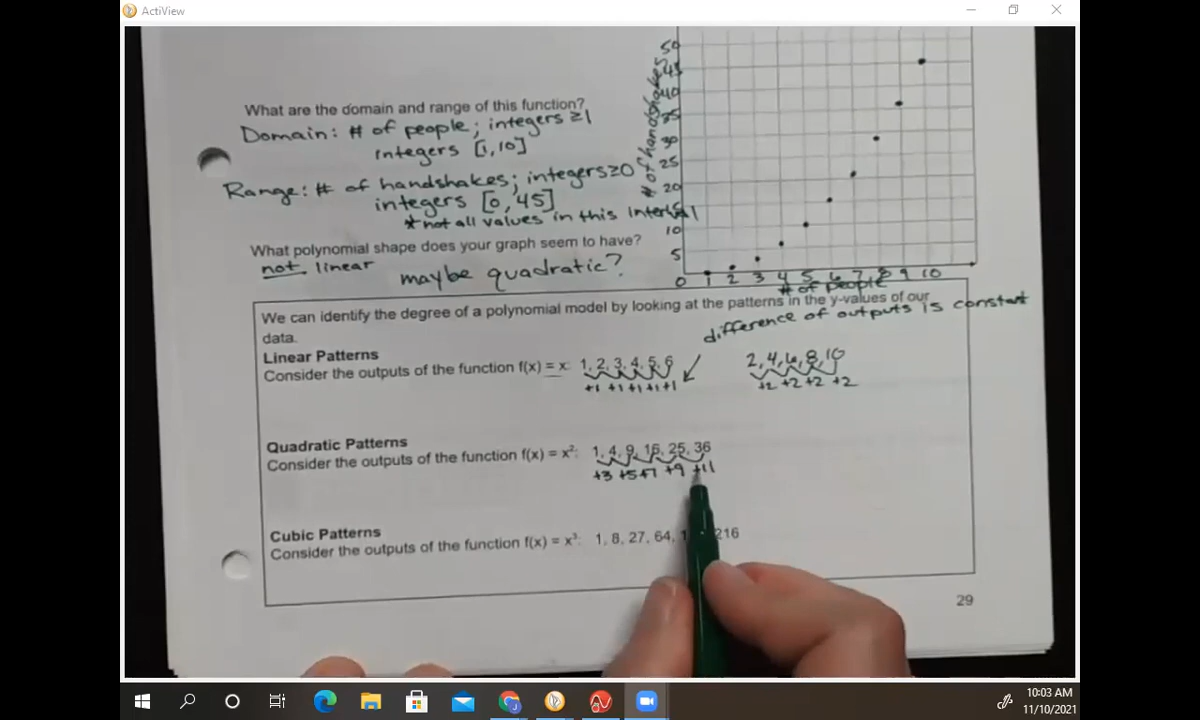 ActiView
What are the domain and range of this function?
Domain: # of people; integers ≥1
integers [1,10]
Range: # of handshakes; integers≥0
integers [0, 45]
*not all values in this interval
What polynomial shape does your graph seem to have?
not linear maybe quadratic?
# of handshakes
50
45
40
35
30
25
20
10
5
0 1 2 3 4 5 6 7 8 9 10
# of people
We can identify the degree of a polynomial model by looking at the patterns in the y-values of our
data.
difference of outputs is constant
Linear Patterns
Consider the outputs of the function f(x) = x: 1, 2, 3, 4, 5, 6
+1 +1 +1 +1 +1
2, 4, 6, 8, 10
+2 +2 +2 +2
Quadratic Patterns
Consider the outputs of the function f(x) = x²: 1, 4, 9, 16, 25, 36
+3 +5 +7 +9 +11
Cubic Patterns
Consider the outputs of the function f(x) = x³: 1, 8, 27, 64, 216
29
10:03 AM
11/10/2021